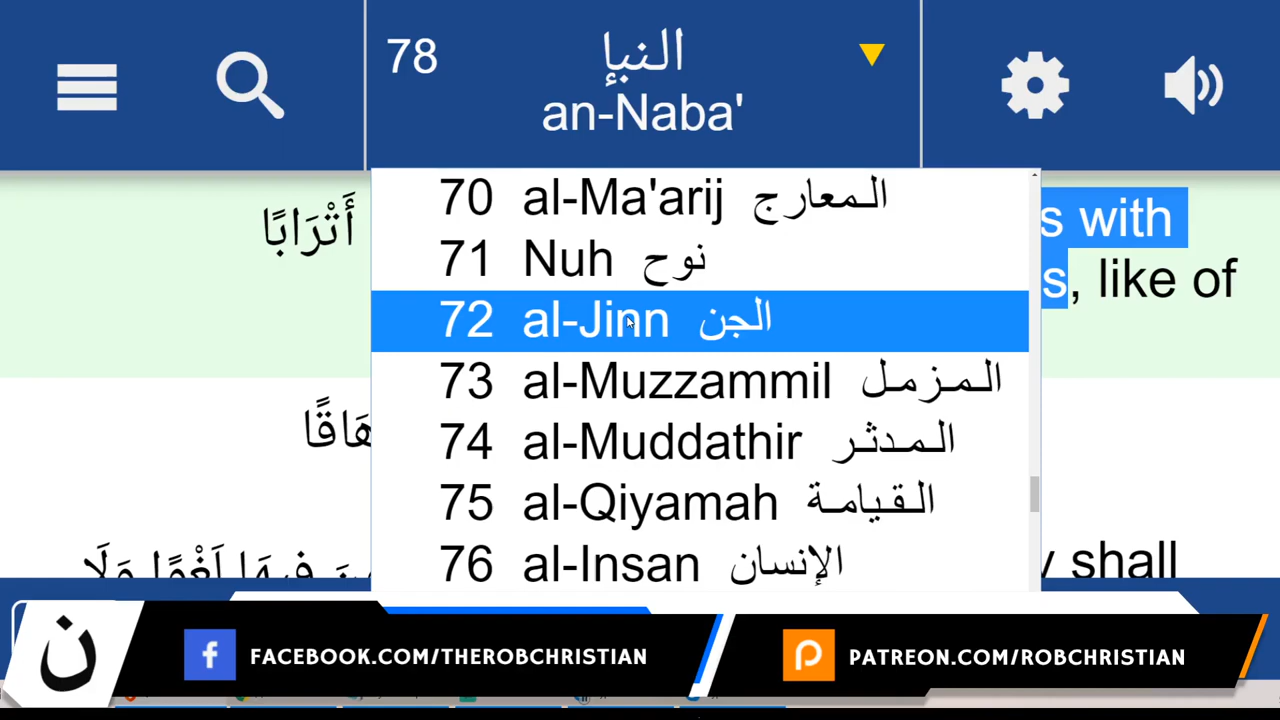 78
النبإ
an-Naba'
70 al-Ma'arij المعارج
71 Nuh نوح
72 al-Jinn الجن
73 al-Muzzammil المزمل
74 al-Muddathir المدثر
75 al-Qiyamah القيامة
76 al-Insan الإنسان
أَتْرَابًا
s with
s, like of
فِيهَا لَغْوًا وَلَا
shall
ن
FACEBOOK.COM/THEROBCHRISTIAN
PATREON.COM/ROBCHRISTIAN